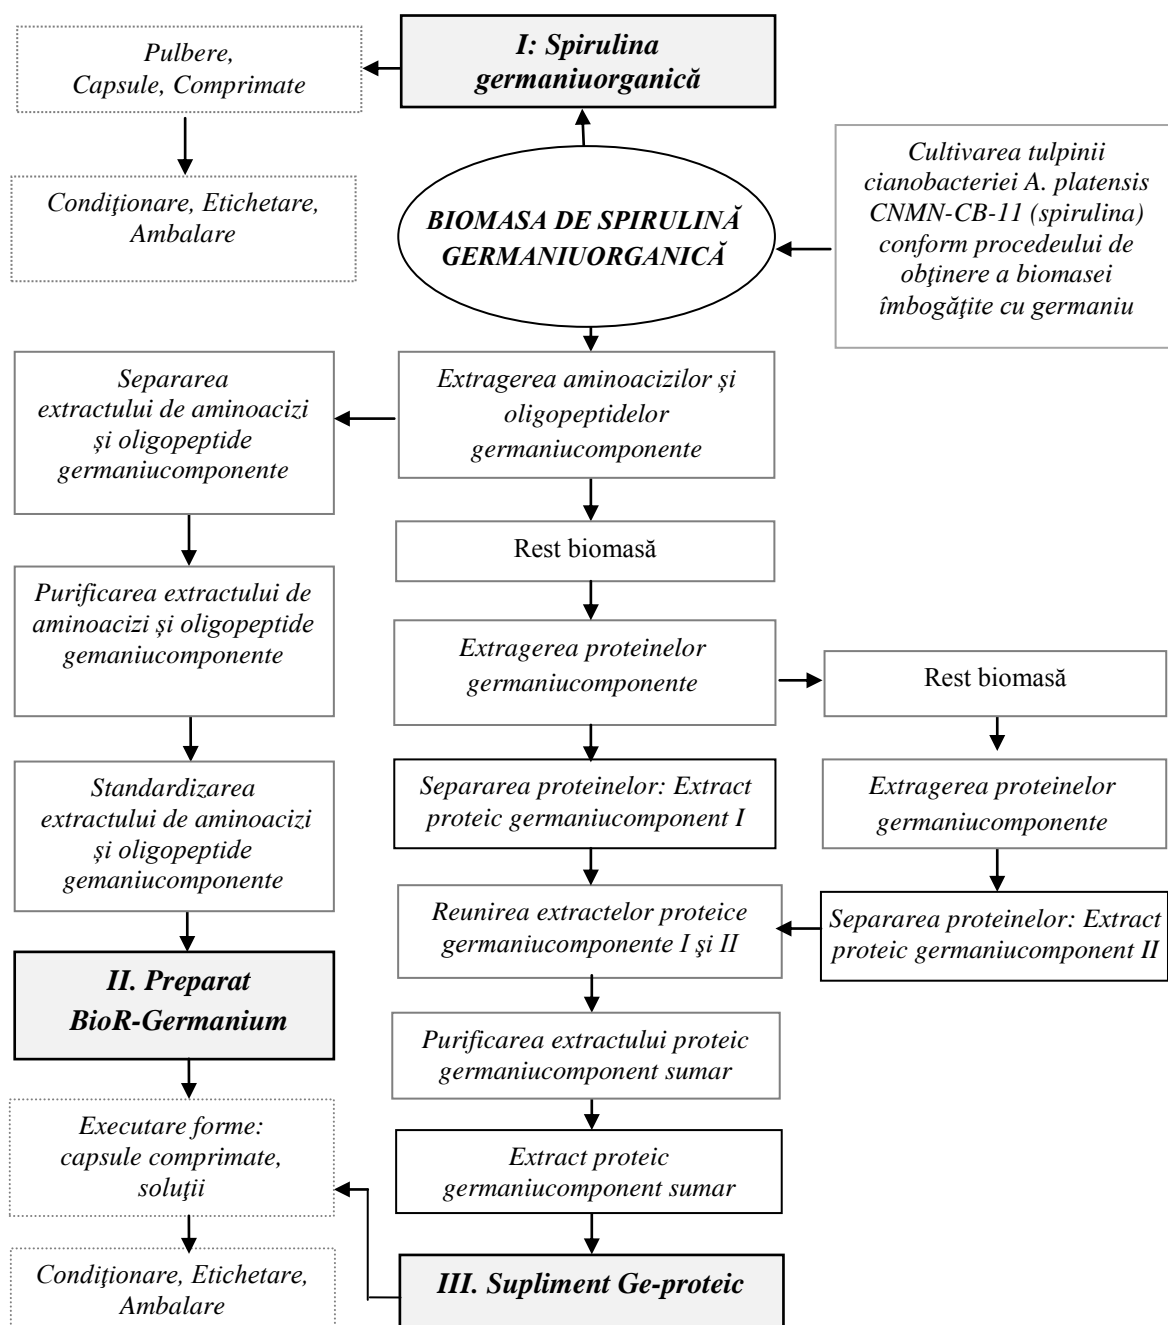 I: Spirulina
germaniuorganică
Pulbere,
Capsule, Comprimate
Condiţionare, Etichetare,
Ambalare
BIOMASA DE SPIRULINĂ
GERMANIUORGANICĂ
Cultivarea tulpinii
cianobacteriei A. platensis
CNMN-CB-11 (spirulina)
conform procedeului de
obţinere a biomasei
îmbogăţite cu germaniu
Extragerea aminoacizilor și
oligopeptidelor
germaniucomponente
Separarea
extractului de aminoacizi
și oligopeptide
germaniucomponente
Purificarea extractului de
aminoacizi și oligopeptide
gemaniucomponente
Standardizarea
extractului de aminoacizi
și oligopeptide
gemaniucomponente
II. Preparat
BioR-Germanium
Executare forme:
capsule comprimate,
soluţii
Condiţionare, Etichetare,
Ambalare
Rest biomasă
Extragerea proteinelor
germaniucomponente
Rest biomasă
Extragerea proteinelor
germaniucomponente
Separarea proteinelor: Extract
proteic germaniucomponent II
Separarea proteinelor: Extract
proteic germaniucomponent I
Reunirea extractelor proteice
germaniucomponente I şi II
Purificarea extractului proteic
germaniucomponent sumar
Extract proteic
germaniucomponent sumar
III. Supliment Ge-proteic